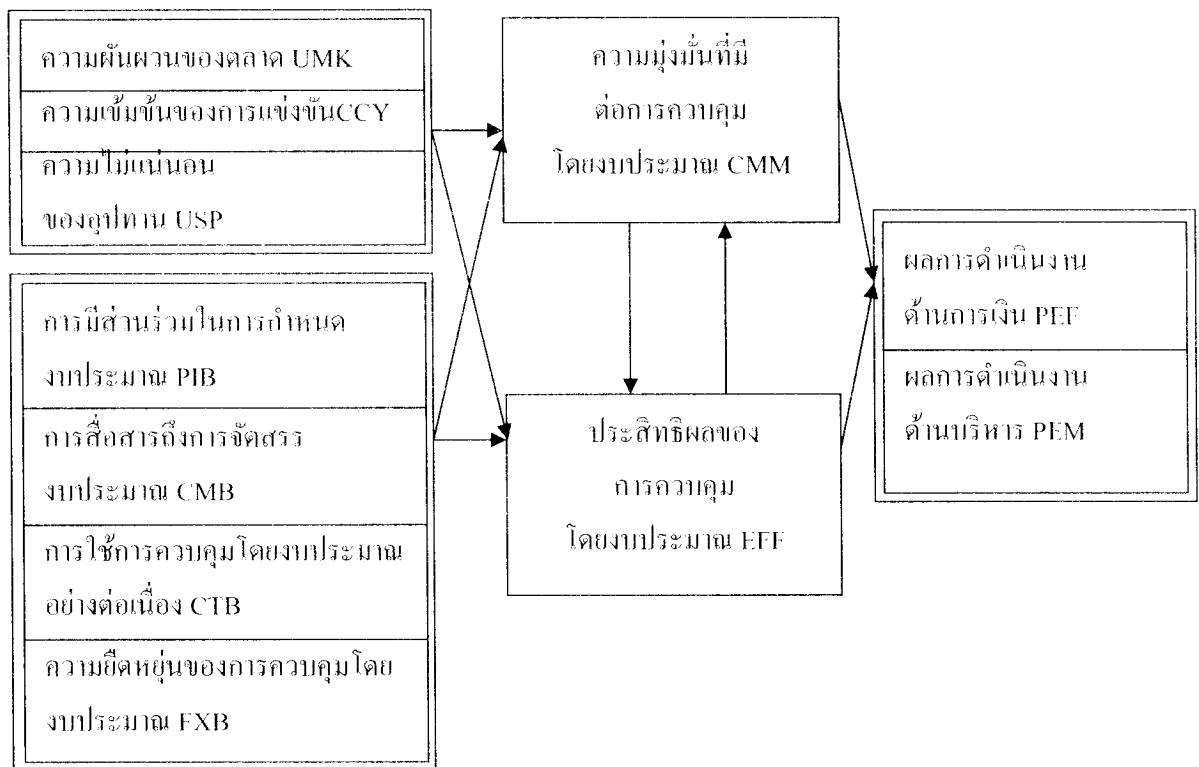 ความผันผวนของตลาด UMK
ความเข้มข้นของการแข่งขันCCY
ความไม่แน่นอน
ของอุปทาน USP
การมีส่วนร่วมในการกำหนด
งบประมาณ PIB
การสื่อสารถึงการจัดสรร
งบประมาณ CMB
การใช้การควบคุมโดยงบประมาณ
อย่างต่อเนื่อง CTB
ความยืดหยุ่นของการควบคุมโดย
งบประมาณ FXB
ความมุ่งมั่นที่มี
ต่อการควบคุม
โดยงบประมาณ CMM
ประสิทธิผลของ
การควบคุม
โดยงบประมาณ EFF
ผลการดำเนินงาน
ด้านการเงิน PEF
ผลการดำเนินงาน
ด้านบริหาร PEM